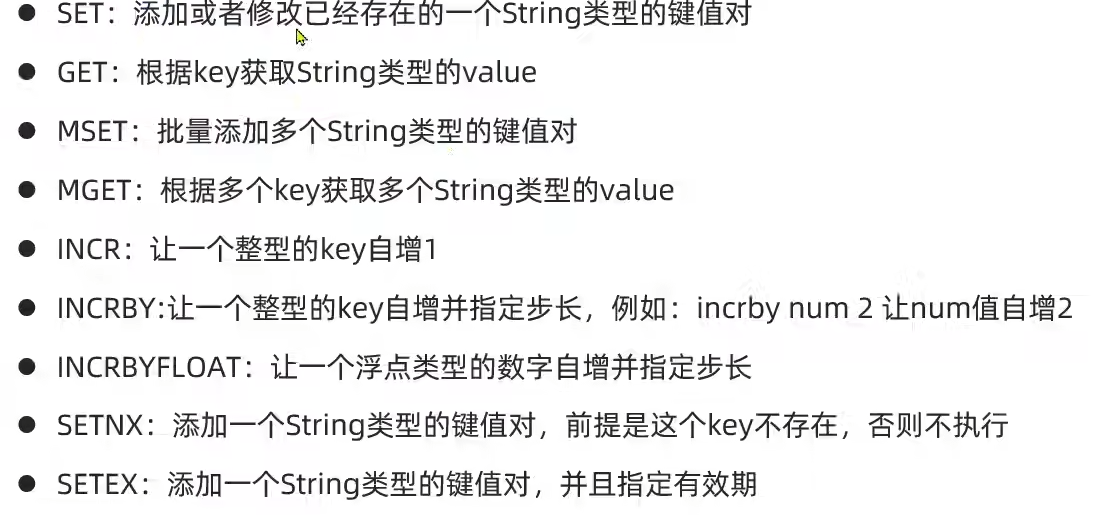 ● SET：添加或者修改已经存在的一个String类型的键值对
● GET：根据key获取String类型的value
● MSET：批量添加多个String类型的键值对
● MGET：根据多个key获取多个String类型的value
● INCR：让一个整型的key自增1
● INCRBY:让一个整型的key自增并指定步长，例如：incrby num 2 让num值自增2
● INCRBYFLOAT：让一个浮点类型的数字自增并指定步长
● SETNX：添加一个String类型的键值对，前提是这个key不存在，否则不执行
● SETEX：添加一个String类型的键值对，并且指定有效期